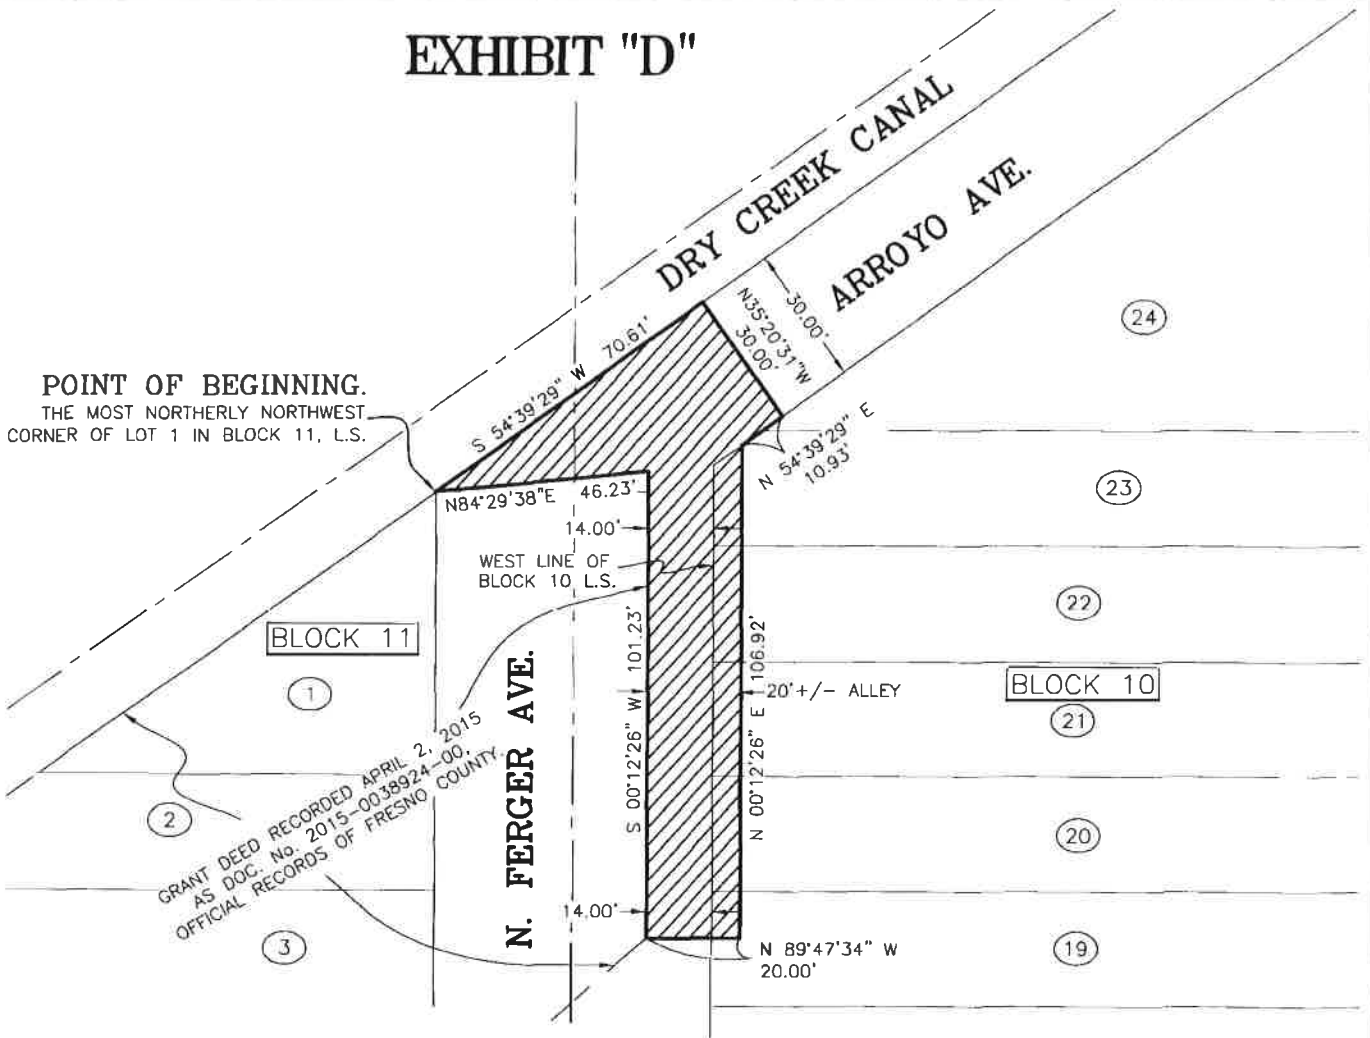 EXHIBIT "D"
DRY CREEK CANAL
ARROYO AVE.
30.00'
N35°20'31"W
30.00'
24
POINT OF BEGINNING.
THE MOST NORTHERLY NORTHWEST
CORNER OF LOT 1 IN BLOCK 11, L.S.
S 54°39'29" W 70.61'
N 54°39'29" E
10.93'
23
N84°29'38"E 46.23'
14.00'
WEST LINE OF
BLOCK 10 L.S.
22
BLOCK 11
1
S 00°12'26" W 101.23'
N 00°12'26" E 106.92'
20'+/- ALLEY
BLOCK 10
21
N. FERGER AVE.
GRANT DEED RECORDED APRIL 2, 2015
AS DOC. No. 2015-0038924-00,
OFFICIAL RECORDS OF FRESNO COUNTY.
2
20
14.00'
3
N 89°47'34" W
20.00'
19